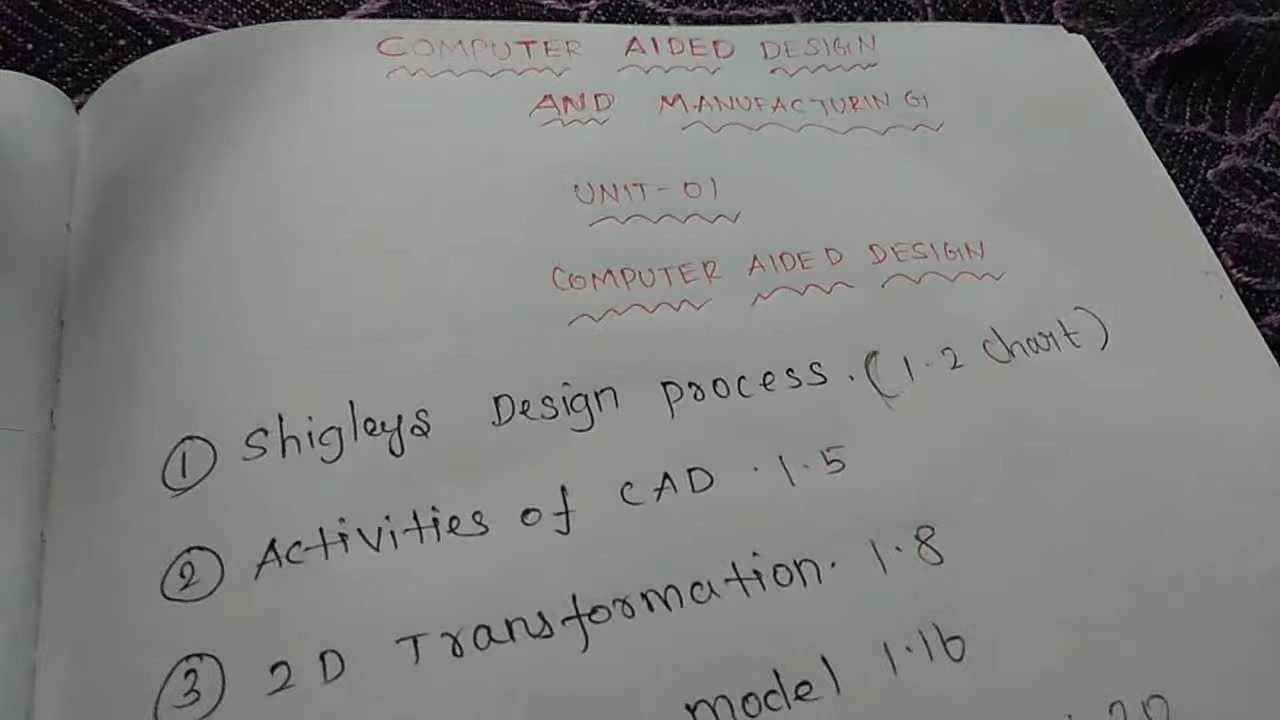 COMPUTER AIDED DESIGN
AND MANUFACTURING
UNIT-01
COMPUTER AIDED DESIGN
① Shigleys Design process. (1.2 chart)
② Activities of CAD . 1.5
③ 2D Transformation. 1.8
model 1.16